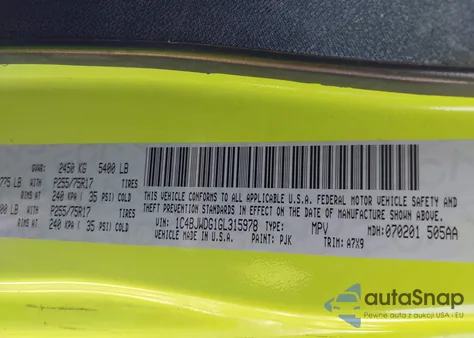 GVWR: 2450 KG 5400 LB
775 LB WITH P255/75R17 TIRES
RIMS AT 240 KPA ( 35 PSI) COLD
00 LB WITH P255/75R17 TIRES
AT 240 KPA ( 35 PSI) COLD
THIS VEHICLE CONFORMS TO ALL APPLICABLE U.S.A. FEDERAL MOTOR VEHICLE SAFETY AND
THEFT PREVENTION STANDARDS IN EFFECT ON THE DATE OF MANUFACTURE SHOWN ABOVE.
VIN: 1C4BJWDG1GL315978 TYPE: MPV MDH: 070201 505AA
VEHICLE MADE IN U.S.A. PAINT: PJK TRIM: A7X9
autoSnap
Pewne auta z aukcji USA i EU